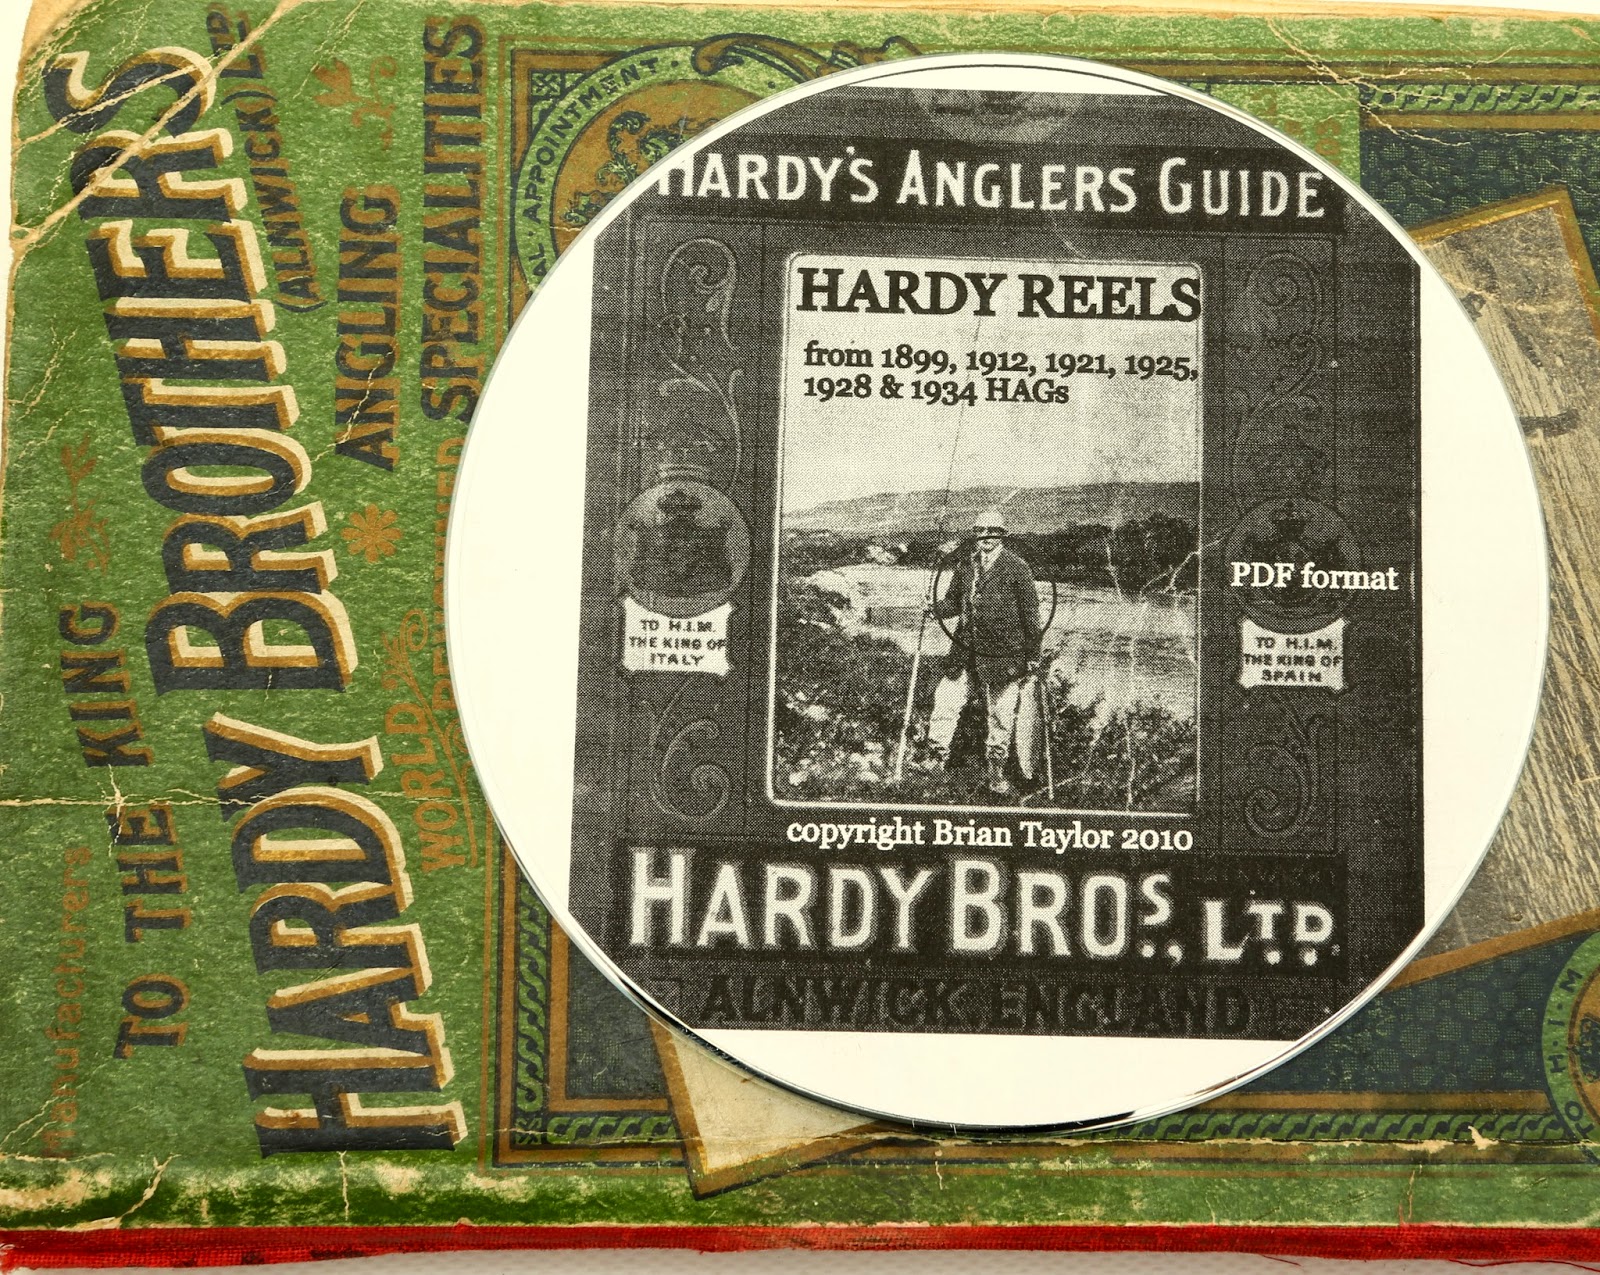 HARDY'S ANGLERS GUIDE
HARDY REELS
from 1899, 1912, 1921, 1925,
1928 & 1934 HAGs
PDF format
TO H.I.M.
THE KING OF
ITALY
TO H.I.M.
THE KING OF
SPAIN
copyright Brian Taylor 2010
HARDY BROS., LTD.
ALNWICK, ENGLAND
Manufacturers
TO THE KING
HARDY BROTHERS
(ALNWICK) LTD
ANGLING
WORLD
SPECIALITIES
APPOINTMENT
H.I.M